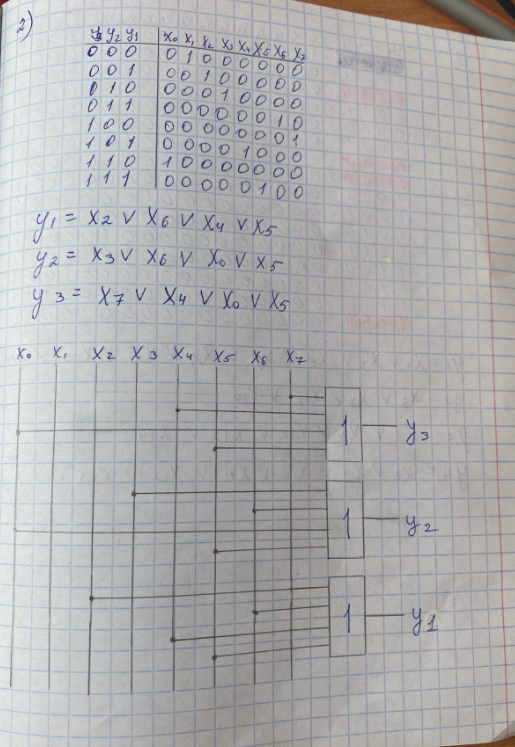 2)
y3 y2 y1 x0 x1 x2 x3 x4 x5 x6 x7
0 0 0 0 1 0 0 0 0 0 0
0 0 1 0 0 1 0 0 0 0 0
0 1 0 0 0 0 1 0 0 0 0
0 1 1 0 0 0 0 0 0 1 0
1 0 0 0 0 0 0 0 0 0 1
1 0 1 0 0 0 0 1 0 0 0
1 1 0 1 0 0 0 0 0 0 0
1 1 1 0 0 0 0 0 1 0 0
y1 = x2 v x6 v x4 v x5
y2 = x3 v x6 v x0 v x5
y3 = x7 v x4 v x0 v x5
x0 x1 x2 x3 x4 x5 x6 x7
1 y3
1 y2
1 y1